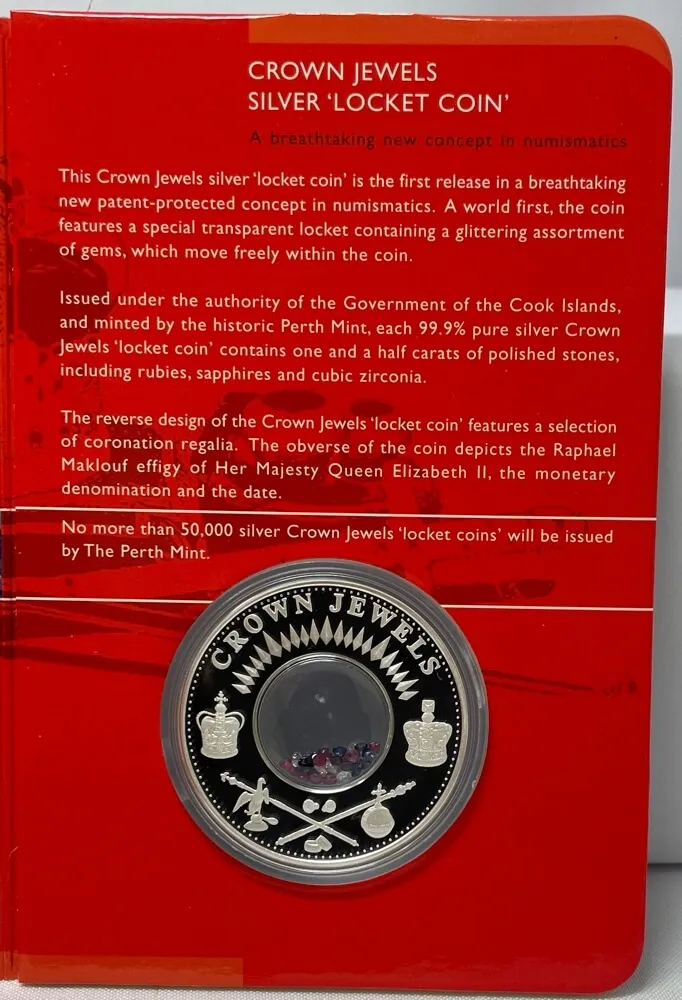 CROWN JEWELS
SILVER 'LOCKET COIN'
A breathtaking new concept in numismatics
This Crown Jewels silver 'locket coin' is the first release in a breathtaking
new patent-protected concept in numismatics. A world first, the coin
features a special transparent locket containing a glittering assortment
of gems, which move freely within the coin.
Issued under the authority of the Government of the Cook Islands,
and minted by the historic Perth Mint, each 99.9% pure silver Crown
Jewels 'locket coin' contains one and a half carats of polished stones,
including rubies, sapphires and cubic zirconia.
The reverse design of the Crown Jewels 'locket coin' features a selection
of coronation regalia. The obverse of the coin depicts the Raphael
Maklouf effigy of Her Majesty Queen Elizabeth II, the monetary
denomination and the date.
No more than 50,000 silver Crown Jewels 'locket coins' will be issued
by The Perth Mint.
CROWN JEWELS